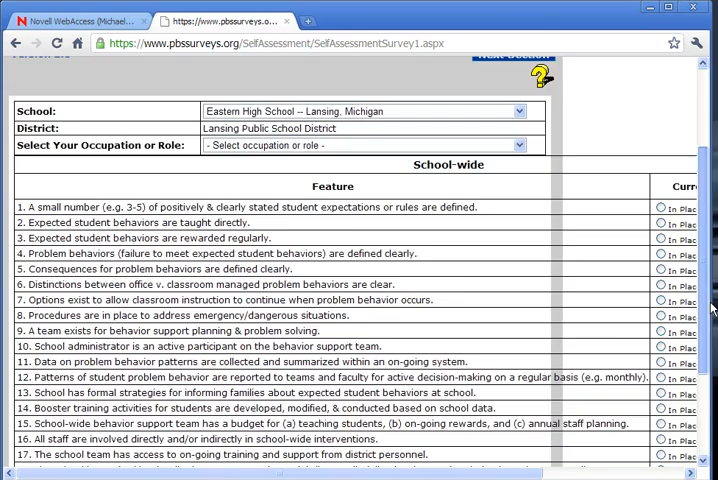 Novell WebAccess (Michael...
https://www.pbssurveys.o...
https://www.pbssurveys.org/SelfAssessment/SelfAssessmentSurvey1.aspx
School:
Eastern High School -- Lansing, Michigan
District:
Lansing Public School District
Select Your Occupation or Role:
- Select occupation or role -
School-wide
Feature
Curre
1. A small number (e.g. 3-5) of positively & clearly stated student expectations or rules are defined.
In Plac
2. Expected student behaviors are taught directly.
In Plac
3. Expected student behaviors are rewarded regularly.
In Plac
4. Problem behaviors (failure to meet expected student behaviors) are defined clearly.
In Plac
5. Consequences for problem behaviors are defined clearly.
In Plac
6. Distinctions between office v. classroom managed problem behaviors are clear.
In Plac
7. Options exist to allow classroom instruction to continue when problem behavior occurs.
In Plac
8. Procedures are in place to address emergency/dangerous situations.
In Plac
9. A team exists for behavior support planning & problem solving.
In Plac
10. School administrator is an active participant on the behavior support team.
In Plac
11. Data on problem behavior patterns are collected and summarized within an on-going system.
In Plac
12. Patterns of student problem behavior are reported to teams and faculty for active decision-making on a regular basis (e.g. monthly).
In Plac
13. School has formal strategies for informing families about expected student behaviors at school.
In Plac
14. Booster training activities for students are developed, modified, & conducted based on school data.
In Plac
15. School-wide behavior support team has a budget for (a) teaching students, (b) on-going rewards, and (c) annual staff planning.
In Plac
16. All staff are involved directly and/or indirectly in school-wide interventions.
In Plac
17. The school team has access to on-going training and support from district personnel.
In Plac